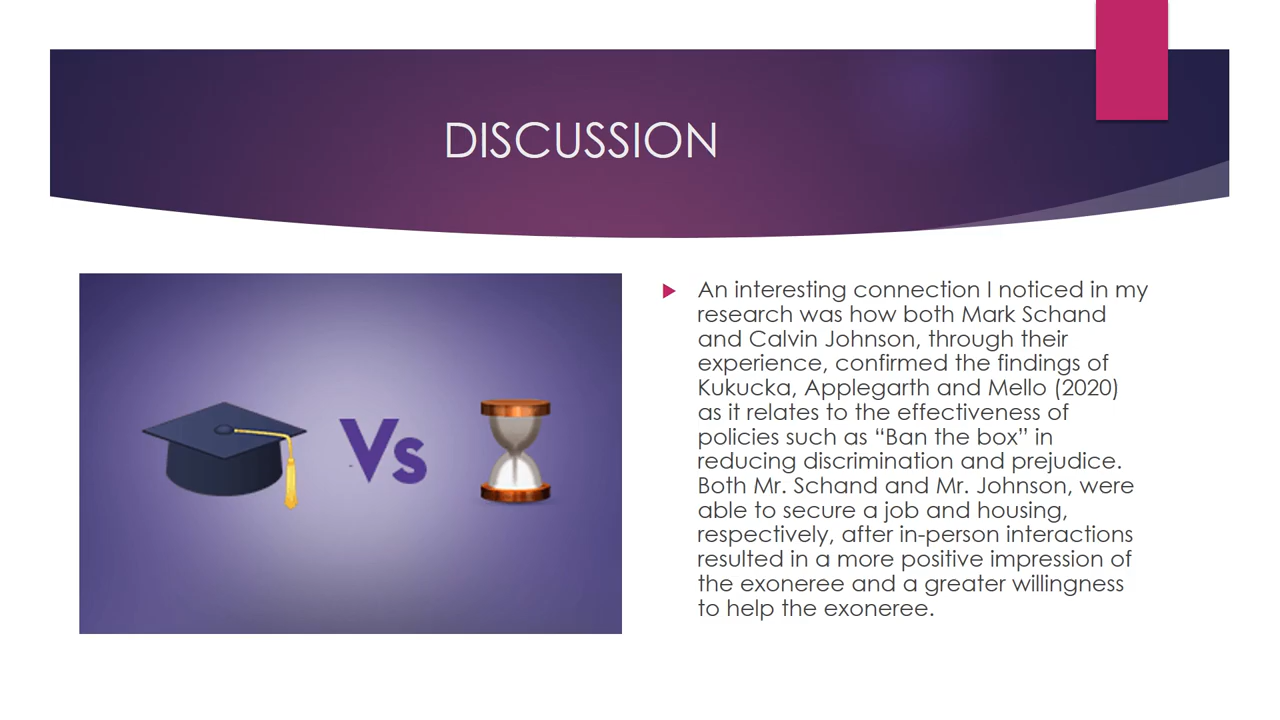 DISCUSSION
Vs
An interesting connection I noticed in my
research was how both Mark Schand
and Calvin Johnson, through their
experience, confirmed the findings of
Kukucka, Applegarth and Mello (2020)
as it relates to the effectiveness of
policies such as “Ban the box” in
reducing discrimination and prejudice.
Both Mr. Schand and Mr. Johnson, were
able to secure a job and housing,
respectively, after in-person interactions
resulted in a more positive impression of
the exoneree and a greater willingness
to help the exoneree.